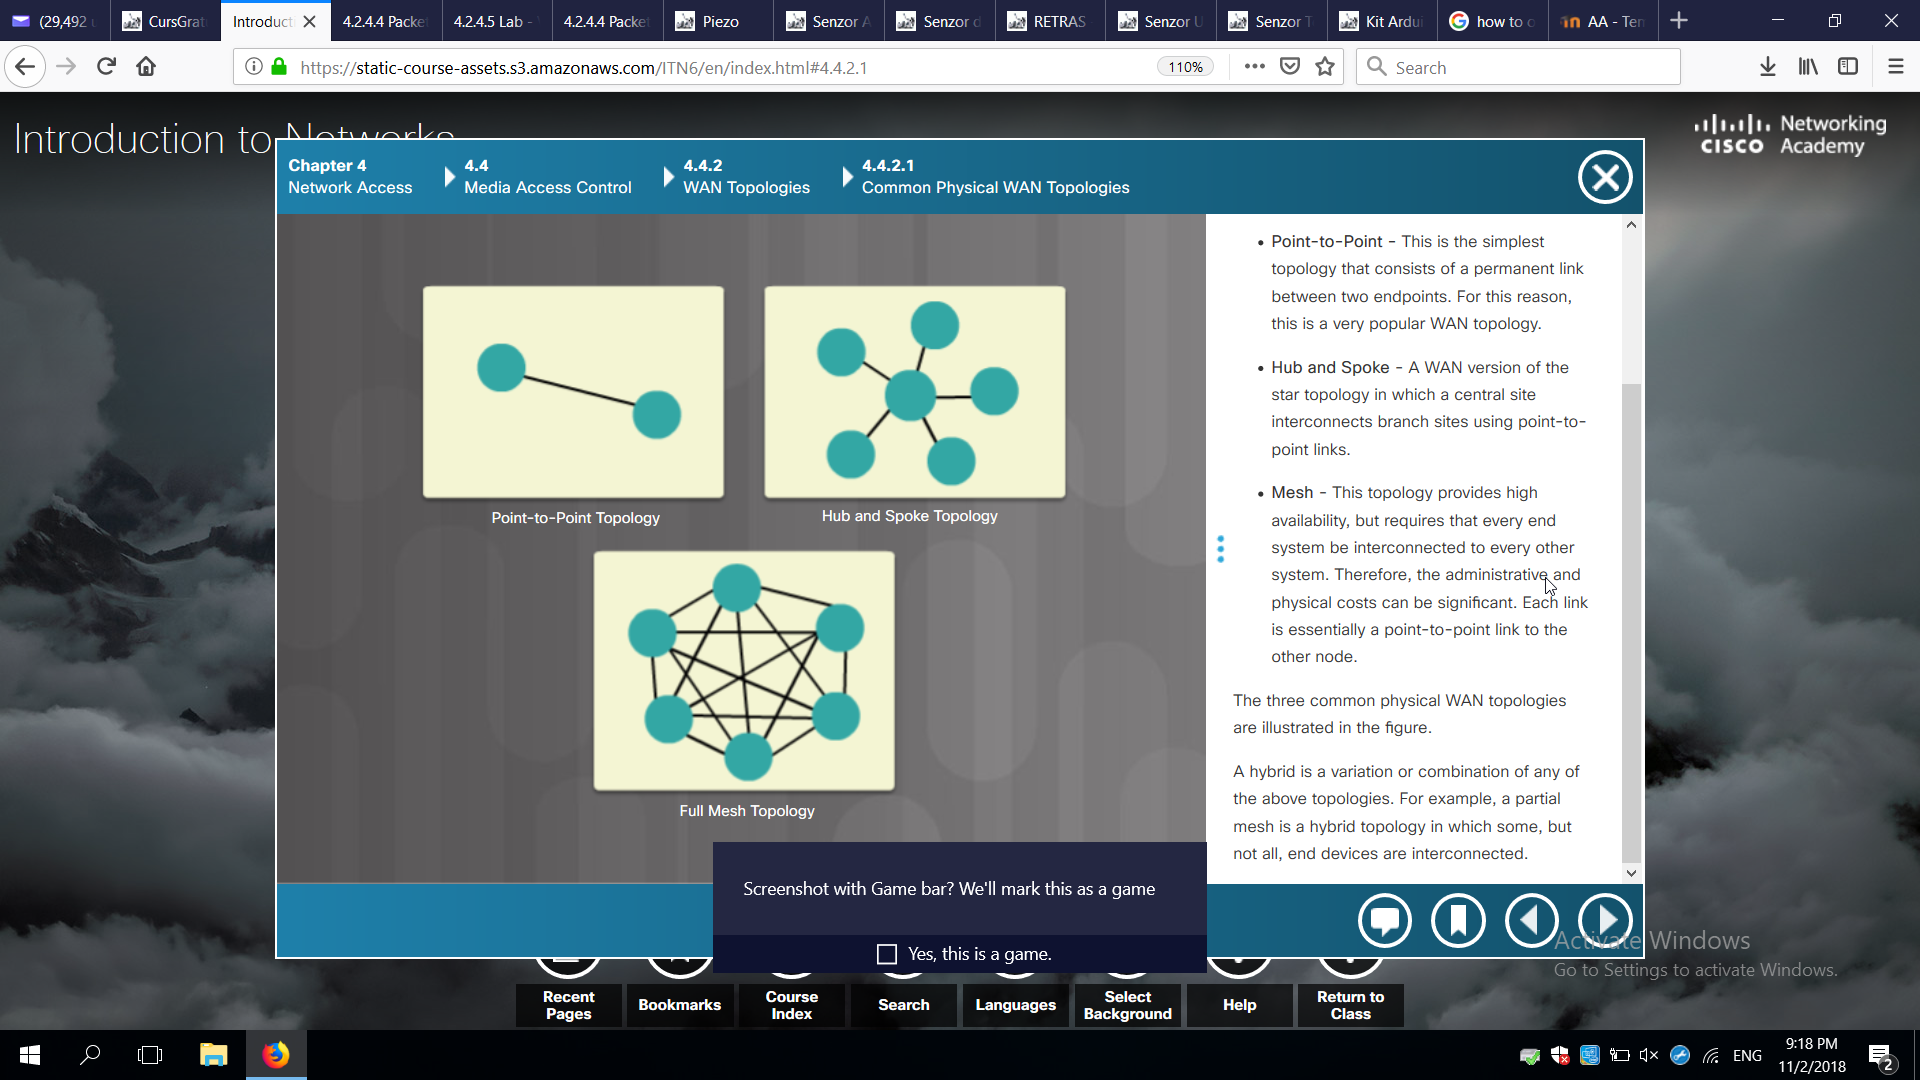 (29,492
CursGrat
Introducti
4.2.4.4 Packe
4.2.4.5 Lab -
4.2.4.4 Packet
Piezo
Senzor A
Senzor d
RETRAS
Senzor U
Senzor T
Kit Ardui
how to o
AA - Tem
https://static-course-assets.s3.amazonaws.com/ITN6/en/index.html#4.4.2.1
110%
Search
Introduction to Networks
Networking
CISCO Academy
Chapter 4
Network Access
4.4
Media Access Control
4.4.2
WAN Topologies
4.4.2.1
Common Physical WAN Topologies
Point-to-Point Topology
Hub and Spoke Topology
Full Mesh Topology
• Point-to-Point - This is the simplest
topology that consists of a permanent link
between two endpoints. For this reason,
this is a very popular WAN topology.
• Hub and Spoke - A WAN version of the
star topology in which a central site
interconnects branch sites using point-to-
point links.
• Mesh - This topology provides high
availability, but requires that every end
system be interconnected to every other
system. Therefore, the administrative and
physical costs can be significant. Each link
is essentially a point-to-point link to the
other node.
The three common physical WAN topologies
are illustrated in the figure.
A hybrid is a variation or combination of any of
the above topologies. For example, a partial
mesh is a hybrid topology in which some, but
not all, end devices are interconnected.
Screenshot with Game bar? We'll mark this as a game
Yes, this is a game.
Activate Windows
Go to Settings to activate Windows.
Recent
Pages
Bookmarks
Course
Index
Search
Languages
Select
Background
Help
Return to
Class
ENG
9:18 PM
11/2/2018
2